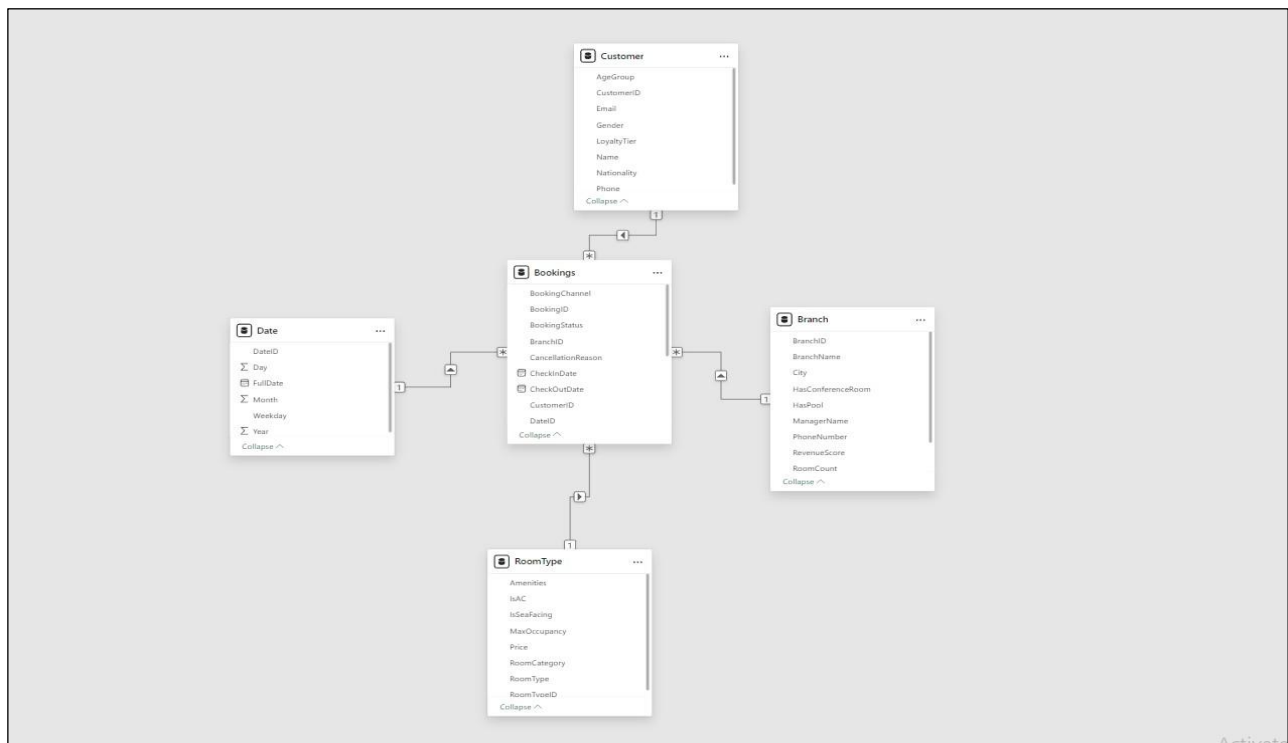 Customer
AgeGroup
CustomerID
Email
Gender
LoyaltyTier
Name
Nationality
Phone
Collapse
1
*
Bookings
BookingChannel
BookingID
BookingStatus
BranchID
CancellationReason
CheckInDate
CheckOutDate
CustomerID
DateID
Collapse
Date
DateID
Σ Day
FullDate
Σ Month
Weekday
Σ Year
Collapse
1
*
Branch
BranchID
BranchName
City
HasConferenceRoom
HasPool
ManagerName
PhoneNumber
RevenueScore
RoomCount
Collapse
*
1
*
1
RoomType
Amenities
IsAC
IsSeaFacing
MaxOccupancy
Price
RoomCategory
RoomType
RoomTypeID
Collapse